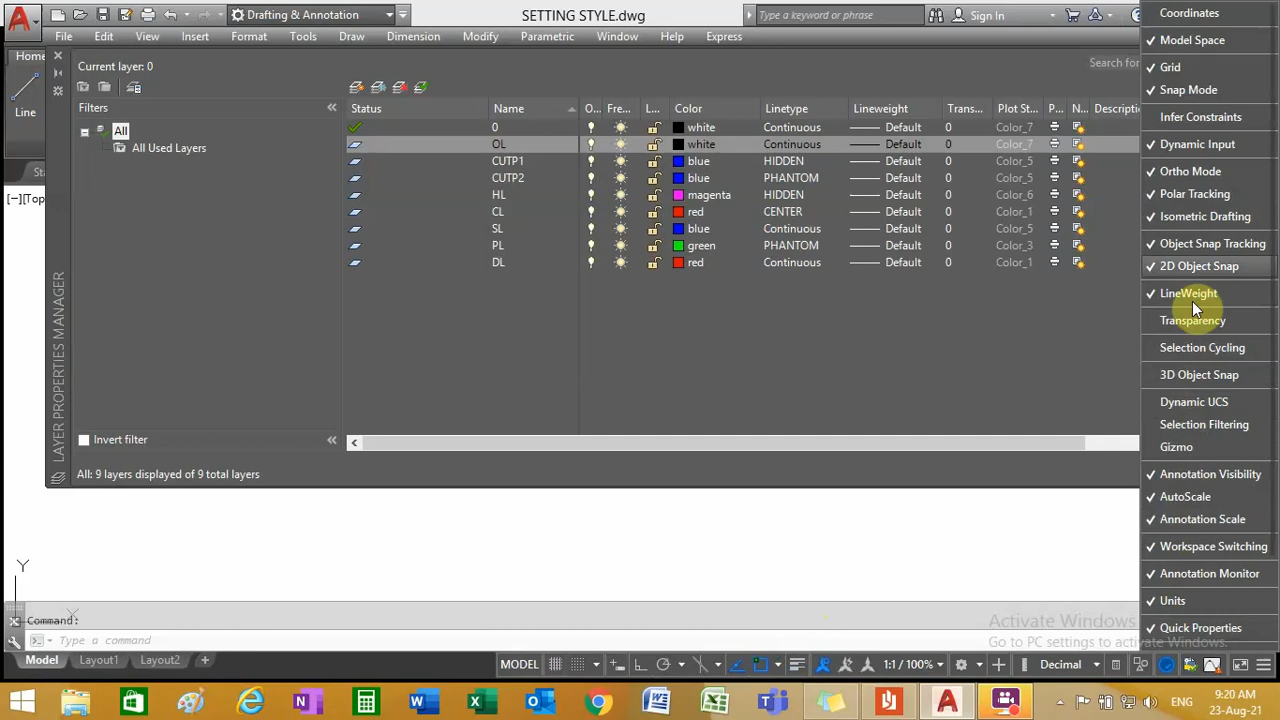 Drafting & Annotation
SETTING STYLE.dwg
Type a keyword or phrase
Sign In
File Edit View Insert Format Tools Draw Dimension Modify Parametric Window Help Express
Home
Line
[-][Top
Current layer: 0
Search for
Filters
All
All Used Layers
Invert filter
LAYER PROPERTIES MANAGER
All: 9 layers displayed of 9 total layers
Status Name O.. Fre... L... Color Linetype Lineweight Trans... Plot St... P... N... Descriptio
0 white Continuous Default 0 Color_7
OL white Continuous Default 0 Color_7
CUTP1 blue HIDDEN Default 0 Color_5
CUTP2 blue PHANTOM Default 0 Color_5
HL magenta HIDDEN Default 0 Color_6
CL red CENTER Default 0 Color_1
SL blue Continuous Default 0 Color_5
PL green PHANTOM Default 0 Color_3
DL red Continuous Default 0 Color_1
Coordinates
Model Space
Grid
Snap Mode
Infer Constraints
Dynamic Input
Ortho Mode
Polar Tracking
Isometric Drafting
Object Snap Tracking
2D Object Snap
LineWeight
Transparency
Selection Cycling
3D Object Snap
Dynamic UCS
Selection Filtering
Gizmo
Annotation Visibility
AutoScale
Annotation Scale
Workspace Switching
Annotation Monitor
Units
Quick Properties
Y
Command:
Type a command
Activate Windows
Go to PC settings to activate Windows.
Model Layout1 Layout2 +
MODEL 1:1 / 100% Decimal
ENG
9:20 AM
23-Aug-21